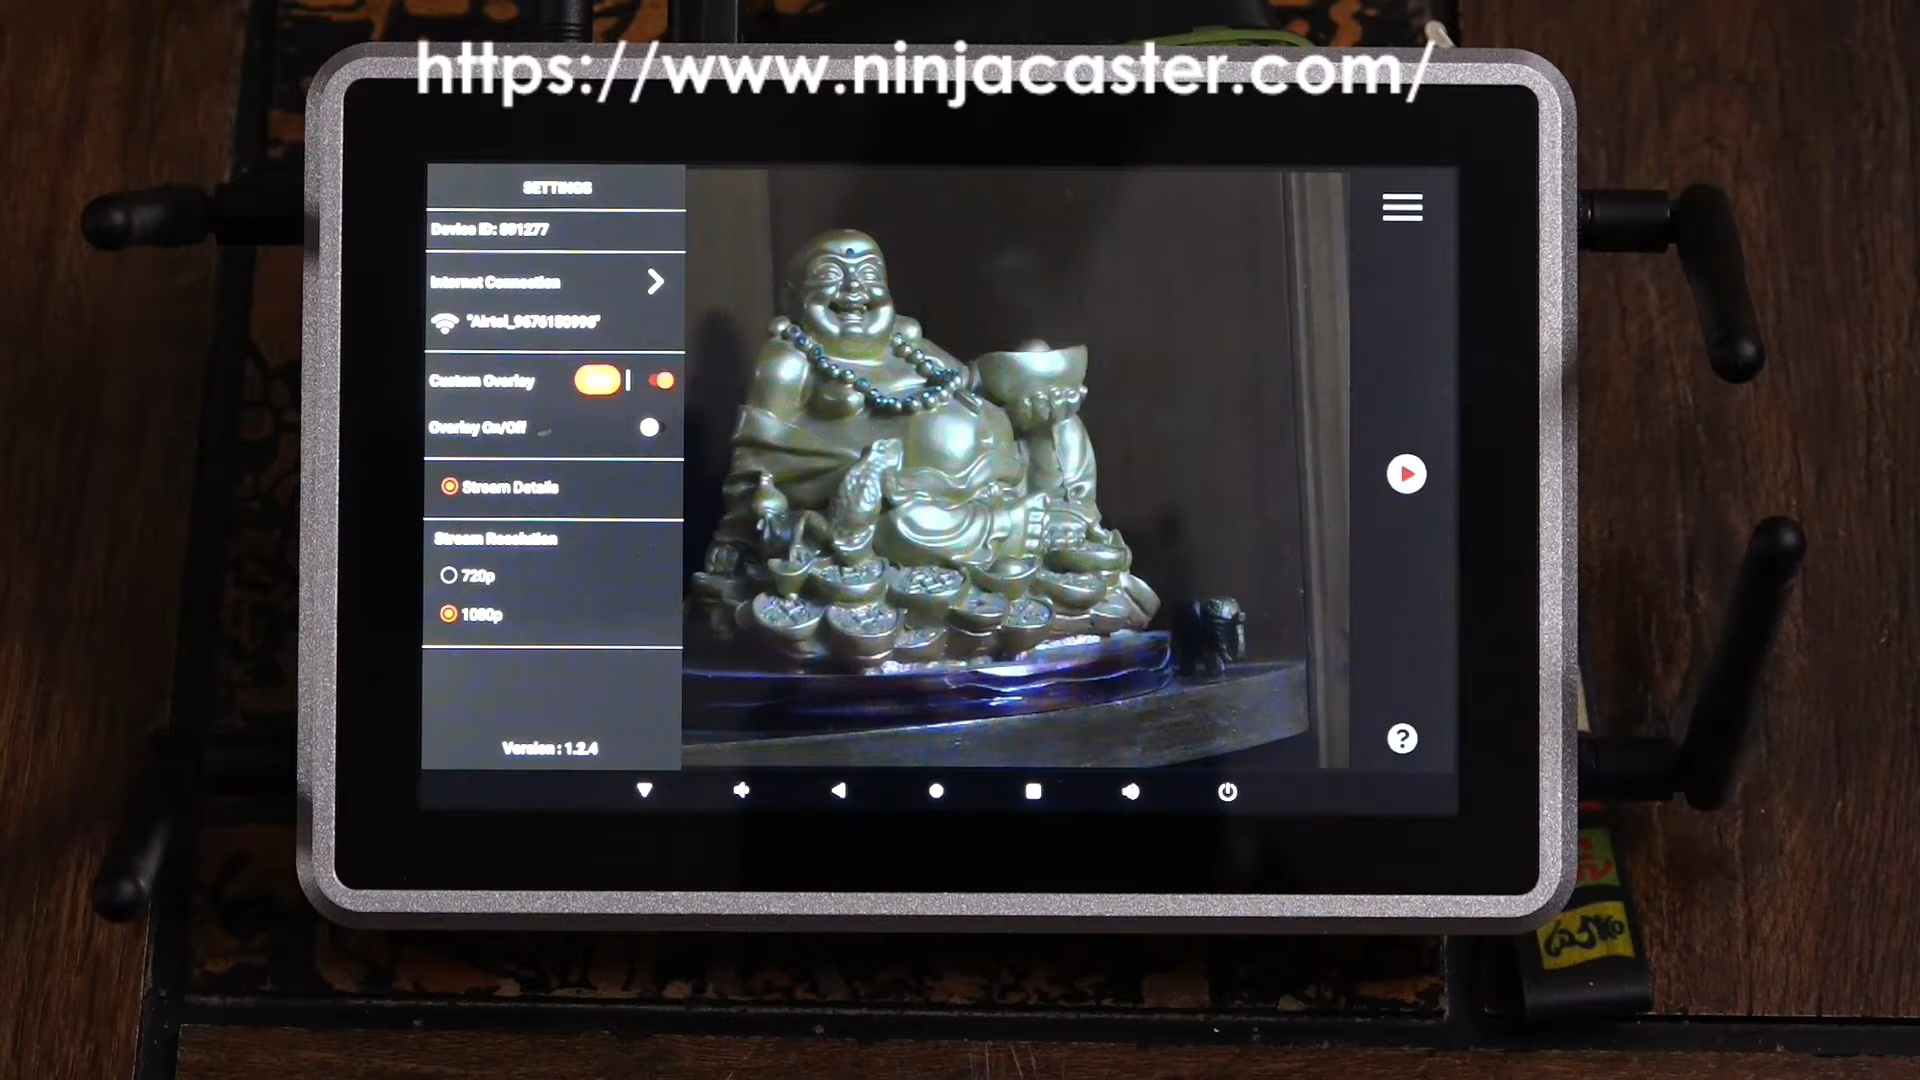 https://www.ninjacaster.com/
SETTINGS
Device ID: 891277
Internet Connection
Custom Overlay
Overlay On/Off
Stream Details
Stream Resolution
720p
1080p
Version : 1.2.4
?